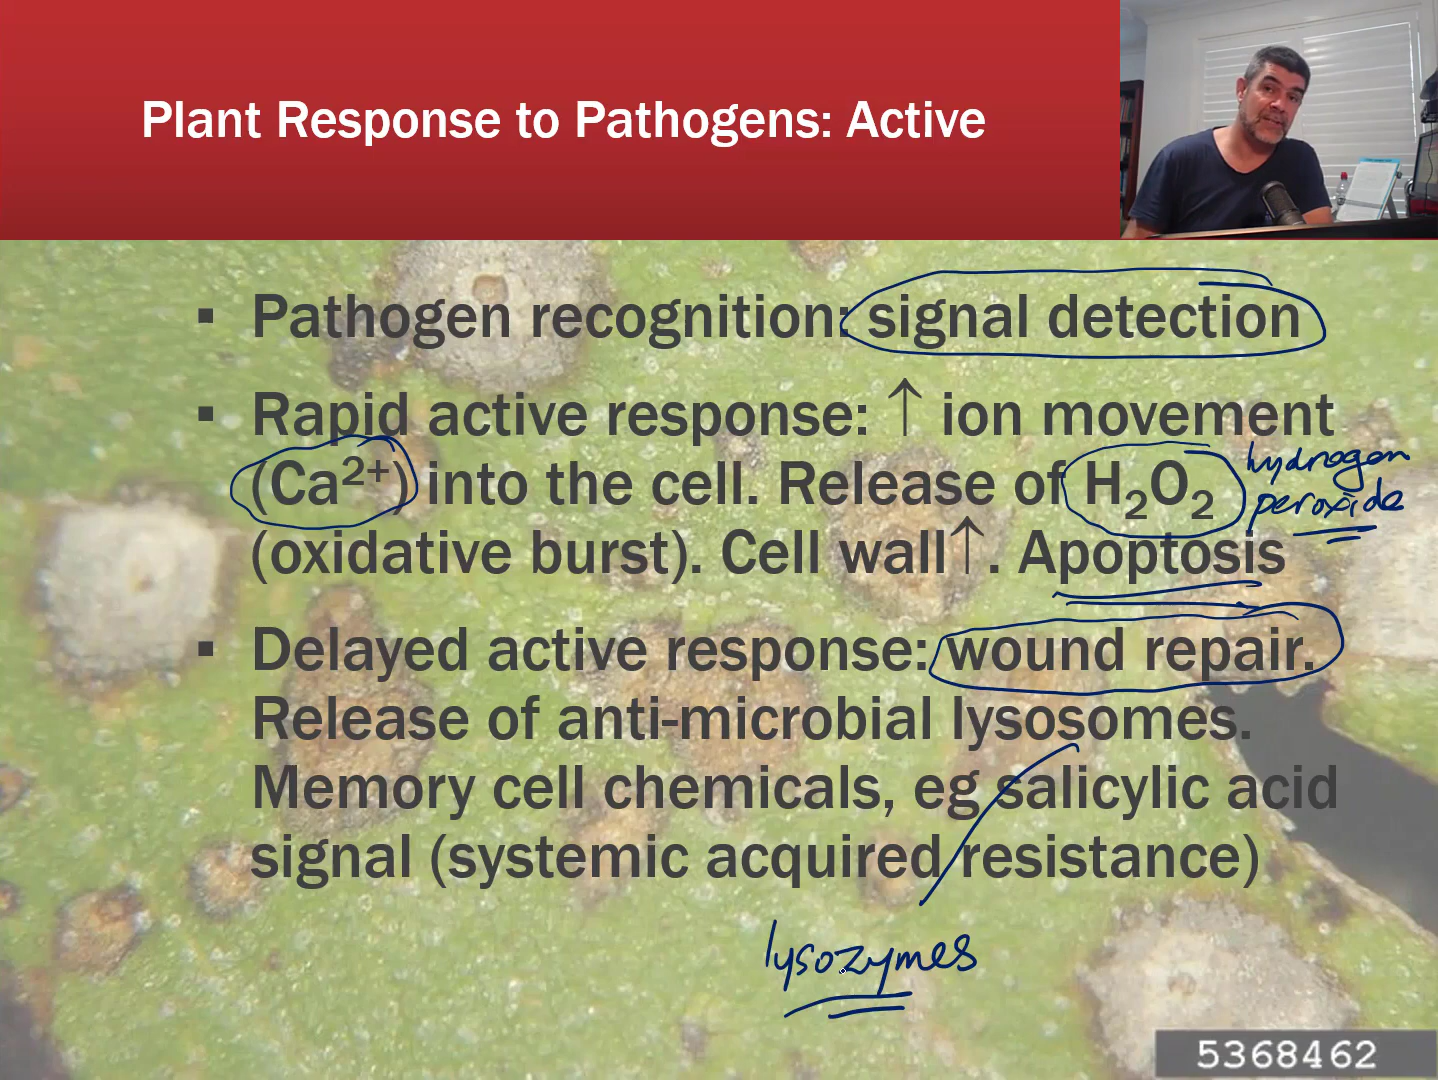 Plant Response to Pathogens: Active
▪ Pathogen recognition: signal detection
▪ Rapid active response: ↑ ion movement
(Ca²⁺) into the cell. Release of H₂O₂
hydrogen
peroxide
(oxidative burst). Cell wall↑. Apoptosis
▪ Delayed active response: wound repair.
Release of anti-microbial lysosomes.
Memory cell chemicals, eg salicylic acid
signal (systemic acquired resistance)
lysozymes
5368462